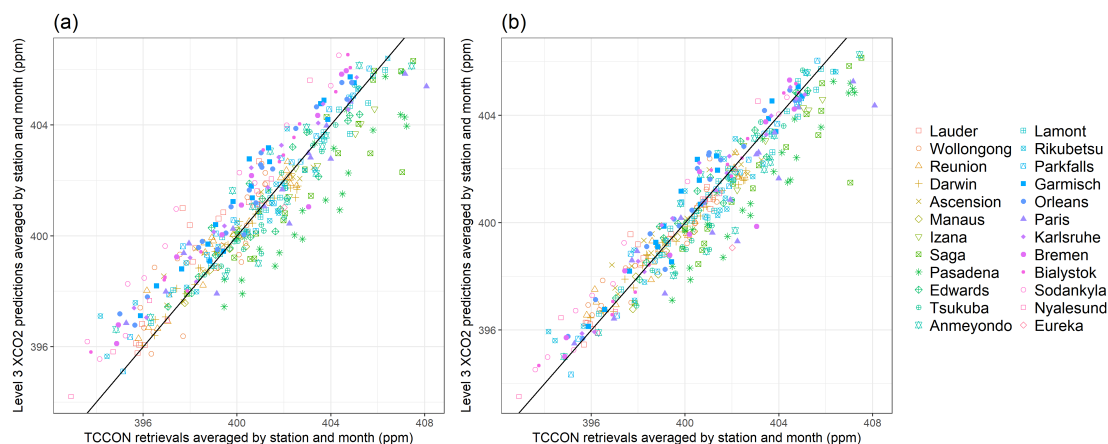 (a)
Level 3 XCO2 predictions averaged by station and month (ppm)
404
400
396
396
400
404
408
TCCON retrievals averaged by station and month (ppm)
(b)
Level 3 XCO2 predictions averaged by station and month (ppm)
404
400
396
396
400
404
408
TCCON retrievals averaged by station and month (ppm)
Lauder
Wollongong
Reunion
Darwin
Ascension
Manaus
Izana
Saga
Pasadena
Edwards
Tsukuba
Anmeyondo
Lamont
Rikubetsu
Parkfalls
Garmisch
Orleans
Paris
Karlsruhe
Bremen
Bialystok
Sodankyla
Nyalesund
Eureka